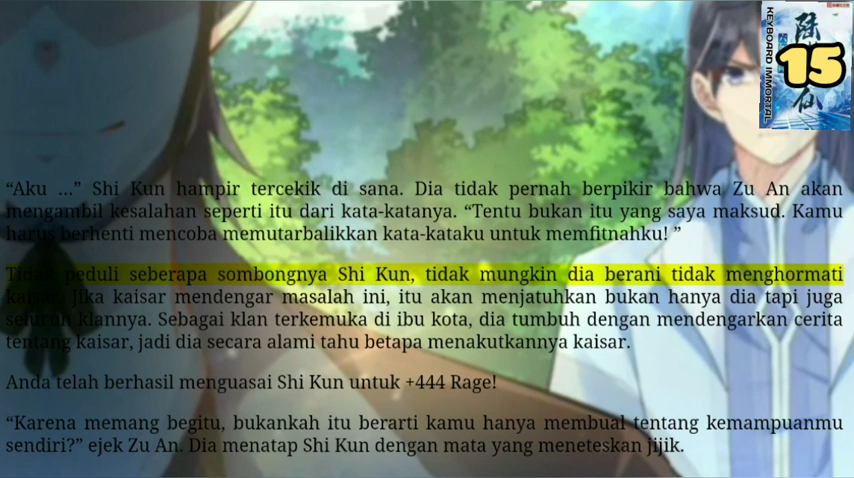 KEYBOARD IMMORTAL
15
“Aku ...” Shi Kun hampir tercekik di sana. Dia tidak pernah berpikir bahwa Zu An akan
mengambil kesalahan seperti itu dari kata-katanya. “Tentu bukan itu yang saya maksud. Kamu
harus berhenti mencoba memutarbalikkan kata-kataku untuk memfitnahku! ”
Tidak peduli seberapa sombongnya Shi Kun, tidak mungkin dia berani tidak menghormati
kaisar. Jika kaisar mendengar masalah ini, itu akan menjatuhkan bukan hanya dia tapi juga
seluruh klannya. Sebagai klan terkemuka di ibu kota, dia tumbuh dengan mendengarkan cerita
tentang kaisar, jadi dia secara alami tahu betapa menakutkannya kaisar.
Anda telah berhasil menguasai Shi Kun untuk +444 Rage!
“Karena memang begitu, bukankah itu berarti kamu hanya membual tentang kemampuanmu
sendiri?” ejek Zu An. Dia menatap Shi Kun dengan mata yang meneteskan jijik.